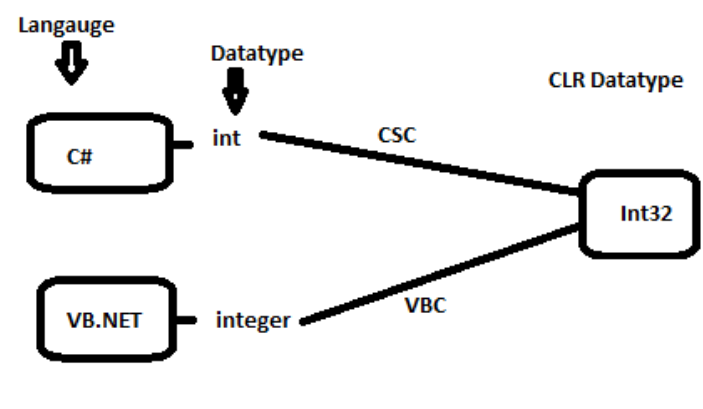 Langauge
Datatype
CLR Datatype
C#
int
CSC
Int32
VB.NET
integer
VBC